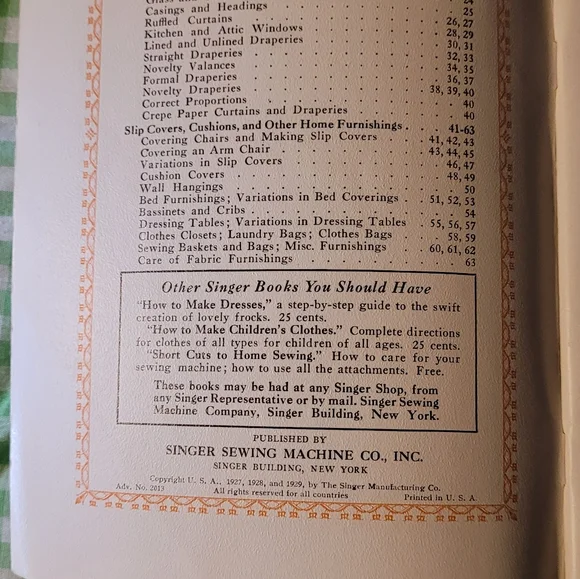 24
Casings and Headings . . . 25
Ruffled Curtains . . . 26, 27
Kitchen and Attic Windows . . . 28, 29
Lined and Unlined Draperies . . . 30, 31
Straight Draperies . . . 32, 33
Novelty Valances . . . 34, 35
Formal Draperies . . . 36, 37
Novelty Draperies . . . 38, 39, 40
Correct Proportions . . . 40
Crepe Paper Curtains and Draperies . . . 40
Slip Covers, Cushions, and Other Home Furnishings . . . 41-63
Covering Chairs and Making Slip Covers . . . 41, 42, 43
Covering an Arm Chair . . . 43, 44, 45
Variations in Slip Covers . . . 46, 47
Cushion Covers . . . 48, 49
Wall Hangings . . . 50
Bed Furnishings; Variations in Bed Coverings . . . 51, 52, 53
Bassinets and Cribs . . . 54
Dressing Tables; Variations in Dressing Tables . . . 55, 56, 57
Clothes Closets; Laundry Bags; Clothes Bags . . . 58, 59
Sewing Baskets and Bags; Misc. Furnishings . . . 60, 61, 62
Care of Fabric Furnishings . . . 63
Other Singer Books You Should Have
"How to Make Dresses," a step-by-step guide to the swift
creation of lovely frocks. 25 cents.
"How to Make Children's Clothes." Complete directions
for clothes of all types for children of all ages. 25 cents.
"Short Cuts to Home Sewing." How to care for your
sewing machine; how to use all the attachments. Free.
These books may be had at any Singer Shop, from
any Singer Representative or by mail. Singer Sewing
Machine Company, Singer Building, New York.
PUBLISHED BY
SINGER SEWING MACHINE CO., INC.
SINGER BUILDING, NEW YORK
Copyright U. S. A., 1927, 1928, and 1929, by The Singer Manufacturing Co.
Adv. No. 2019 All rights reserved for all countries Printed in U. S. A.